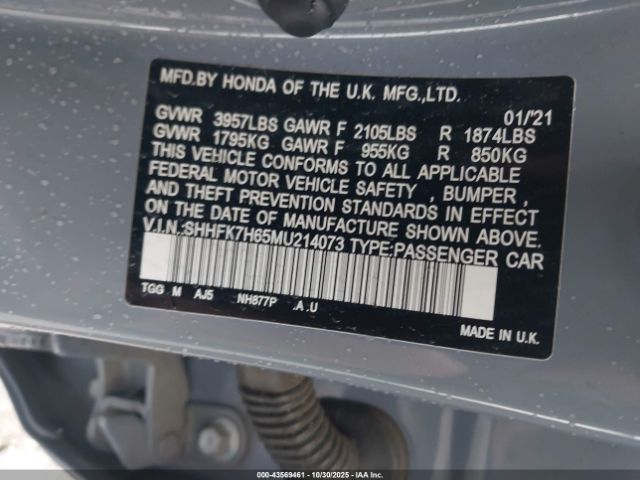 MFD.BY HONDA OF THE U.K. MFG.,LTD.
01/'21
GVWR 3957LBS GAWR F 2105LBS R 1874LBS
GVWR 1795KG GAWR F 955KG R 850KG
THIS VEHICLE CONFORMS TO ALL APPLICABLE
FEDERAL MOTOR VEHICLE SAFETY , BUMPER ,
AND THEFT PREVENTION STANDARDS IN EFFECT
ON THE DATE OF MANUFACTURE SHOWN ABOVE.
V.I.N.:SHHFK7H65MU214073 TYPE:PASSENGER CAR
TGG M AJ5 NH877P .A .U
MADE IN U.K.
000-43569461 - 10/30/2025 - IAA Inc.